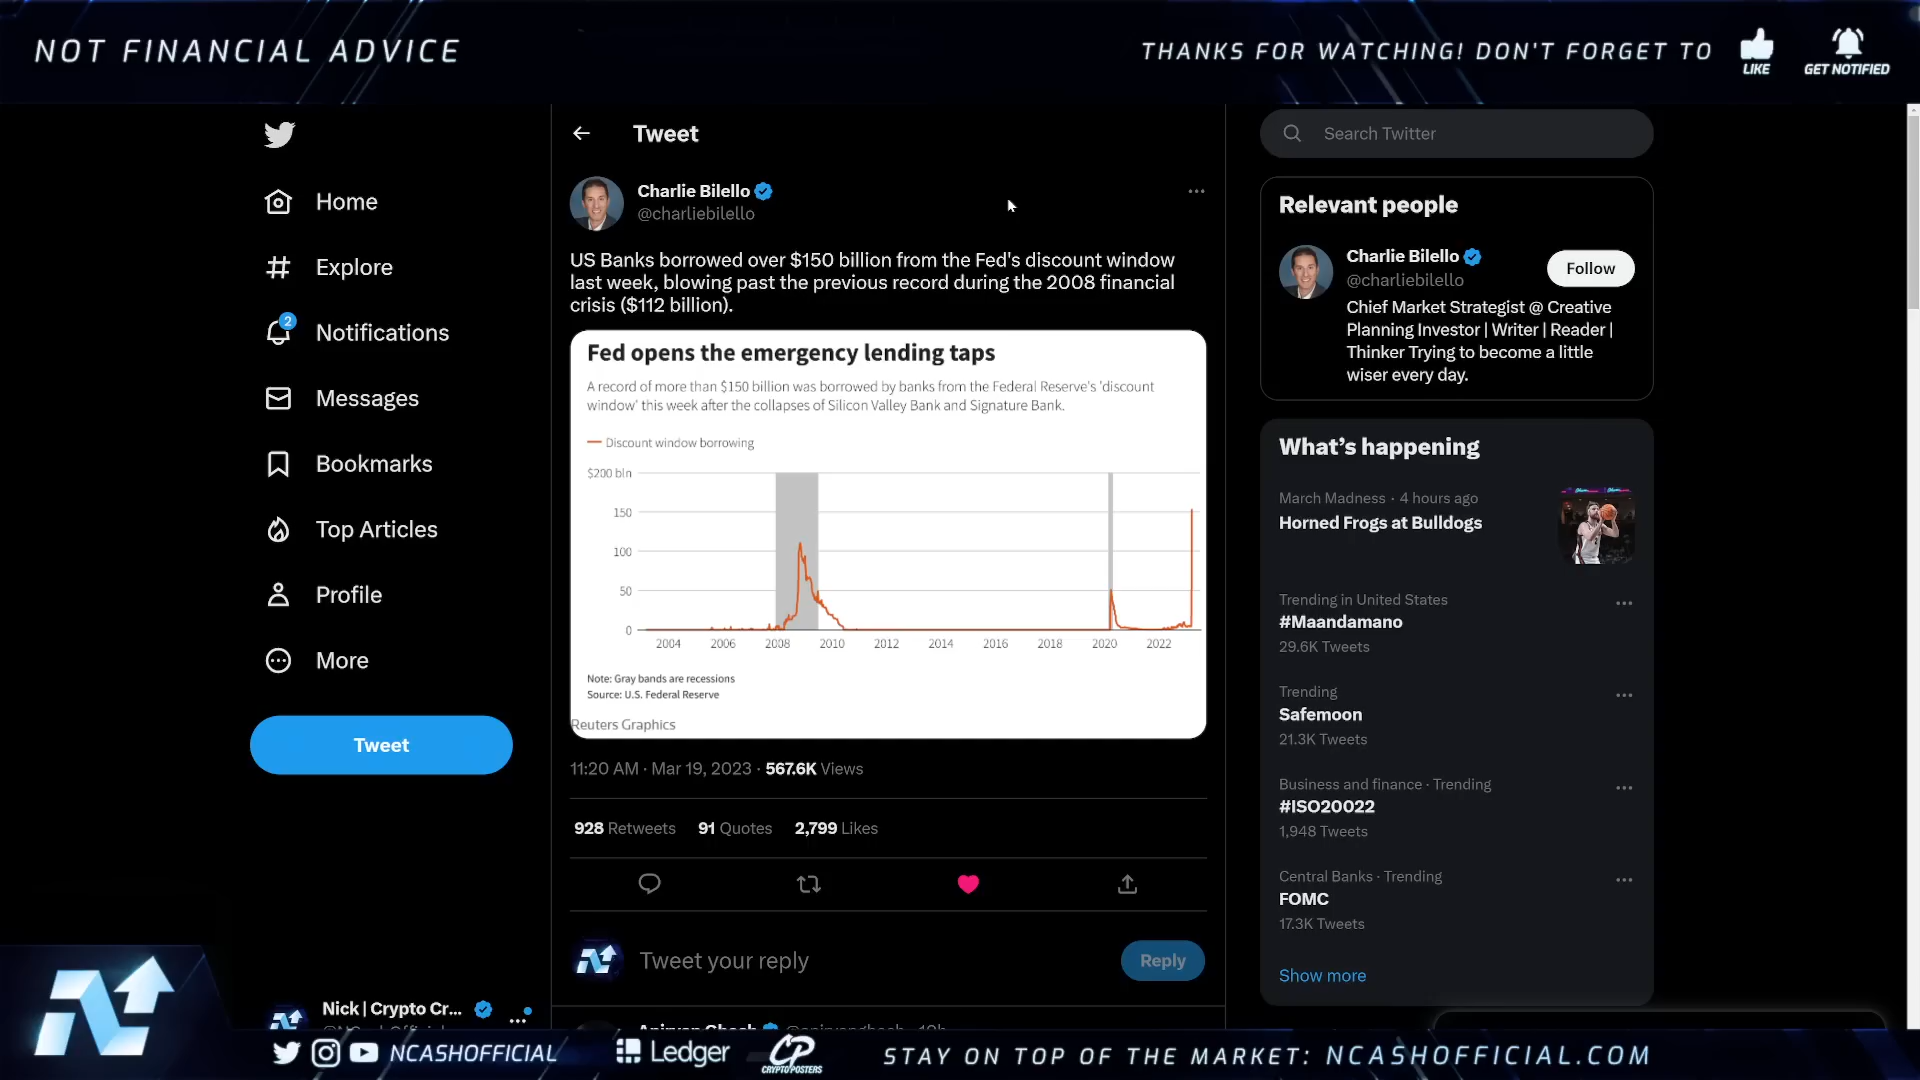 NOT FINANCIAL ADVICE
THANKS FOR WATCHING! DON'T FORGET TO
LIKE
GET NOTIFIED
Home
Explore
2
Notifications
Messages
Bookmarks
Top Articles
Profile
More
Tweet
Nick | Crypto Cr...
Tweet
Charlie Bilello
@charliebilello
US Banks borrowed over $150 billion from the Fed's discount window
last week, blowing past the previous record during the 2008 financial
crisis ($112 billion).
Fed opens the emergency lending taps
A record of more than $150 billion was borrowed by banks from the Federal Reserve's 'discount
window' this week after the collapses of Silicon Valley Bank and Signature Bank.
Discount window borrowing
$200 bln
150
100
50
0
2004 2006 2008 2010 2012 2014 2016 2018 2020 2022
Note: Gray bands are recessions
Source: U.S. Federal Reserve
Reuters Graphics
11:20 AM · Mar 19, 2023 · 567.6K Views
928 Retweets 91 Quotes 2,799 Likes
Tweet your reply
Reply
Search Twitter
Relevant people
Charlie Bilello
@charliebilello
Follow
Chief Market Strategist @ Creative
Planning Investor | Writer | Reader |
Thinker Trying to become a little
wiser every day.
What's happening
March Madness · 4 hours ago
Horned Frogs at Bulldogs
Trending in United States
#Maandamano
29.6K Tweets
Trending
Safemoon
21.3K Tweets
Business and finance · Trending
#ISO20022
1,948 Tweets
Central Banks · Trending
FOMC
17.3K Tweets
Show more
NCASHOFFICIAL
Ledger
CP
CRYPTOPOSTERS
STAY ON TOP OF THE MARKET: NCASHOFFICIAL.COM